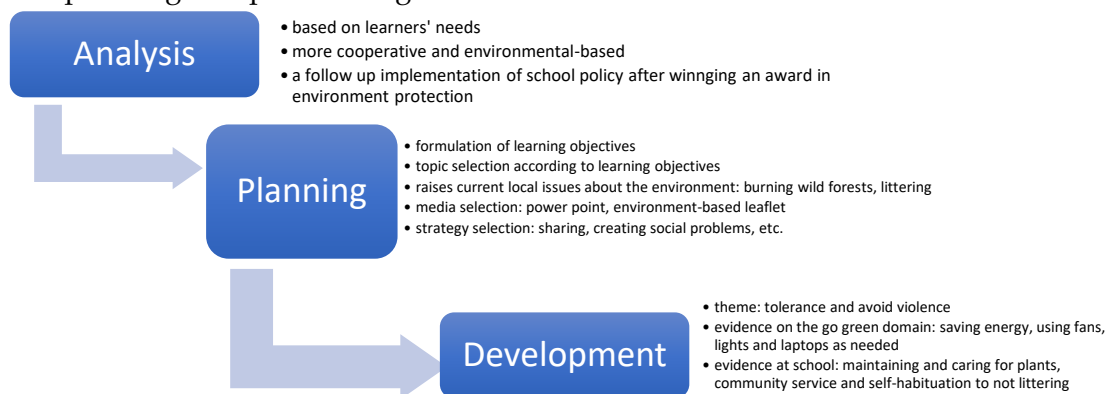 Analysis
• based on learners' needs
• more cooperative and environmental-based
• a follow up implementation of school policy after winnging an award in
environment protection
Planning
• formulation of learning objectives
• topic selection according to learning objectives
• raises current local issues about the environment: burning wild forests, littering
• media selection: power point, environment-based leaflet
• strategy selection: sharing, creating social problems, etc.
Development
• theme: tolerance and avoid violence
• evidence on the go green domain: saving energy, using fans,
lights and laptops as needed
• evidence at school: maintaining and caring for plants,
community service and self-habituation to not littering